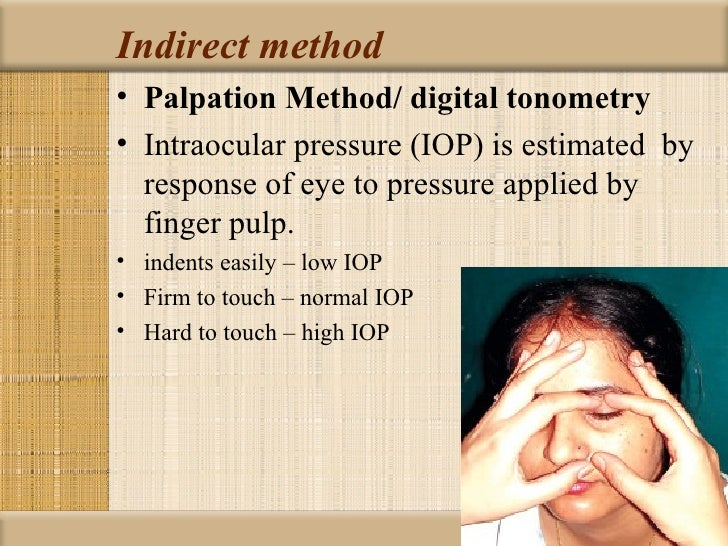 Indirect method
• Palpation Method/ digital tonometry
• Intraocular pressure (IOP) is estimated by
response of eye to pressure applied by
finger pulp.
• indents easily – low IOP
• Firm to touch – normal IOP
• Hard to touch – high IOP